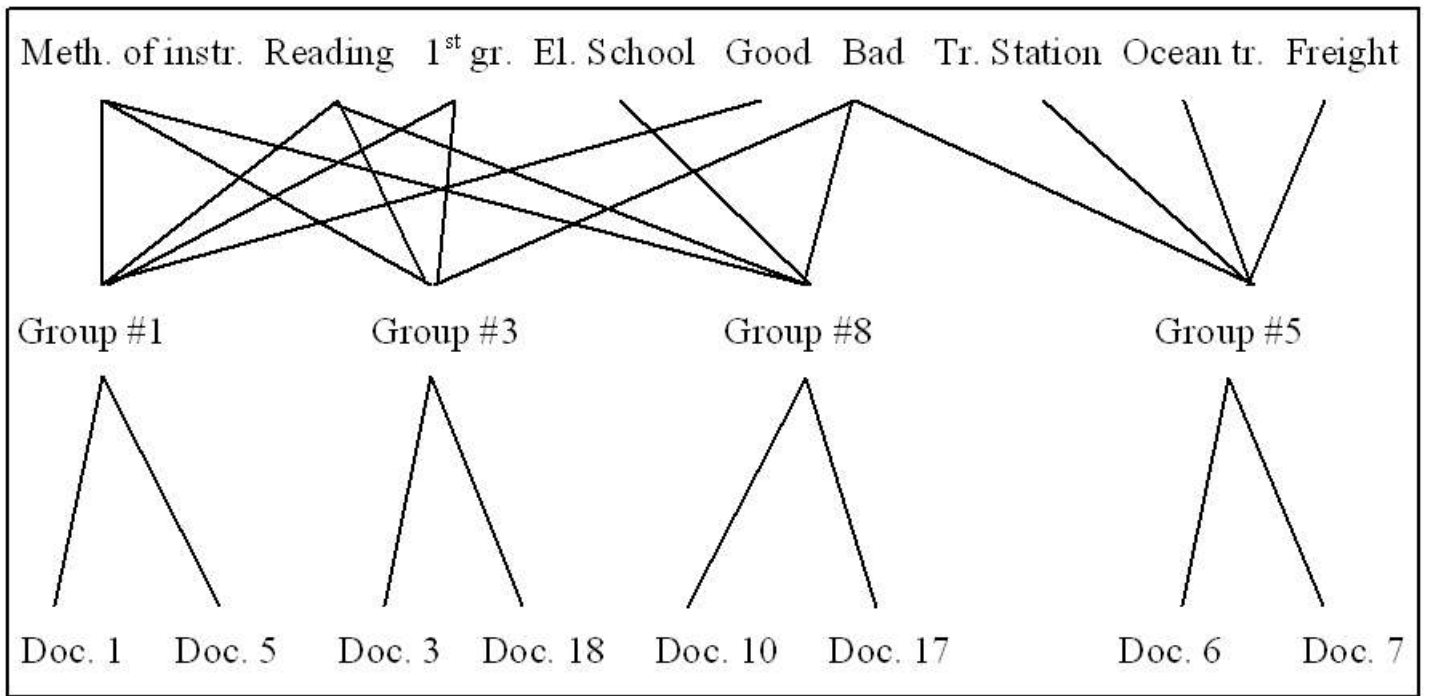 Meth. of instr. Reading 1st gr. El. School Good Bad Tr. Station Ocean tr. Freight
Group #1 Group #3 Group #8 Group #5
Doc. 1 Doc. 5 Doc. 3 Doc. 18 Doc. 10 Doc. 17 Doc. 6 Doc. 7